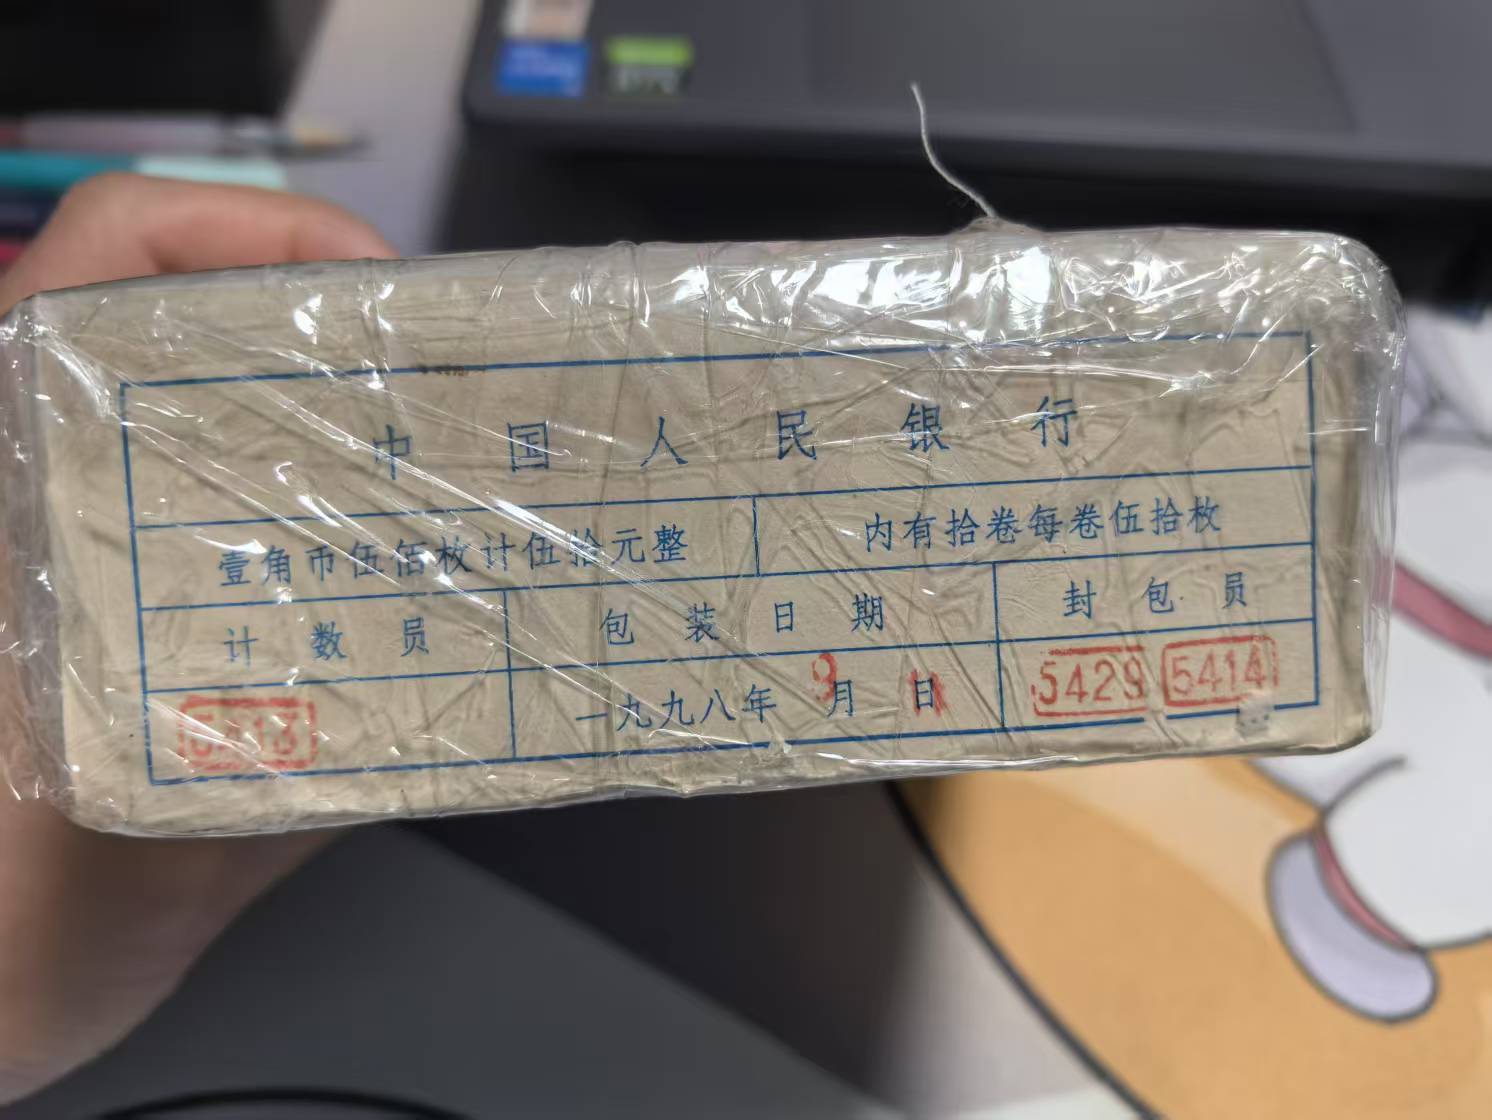 中国人民银行
壹角币伍佰枚计伍拾元整 内有拾卷每卷伍拾枚
计数员 包装日期 封包员
5413 一九九八年9月日 5429 5414